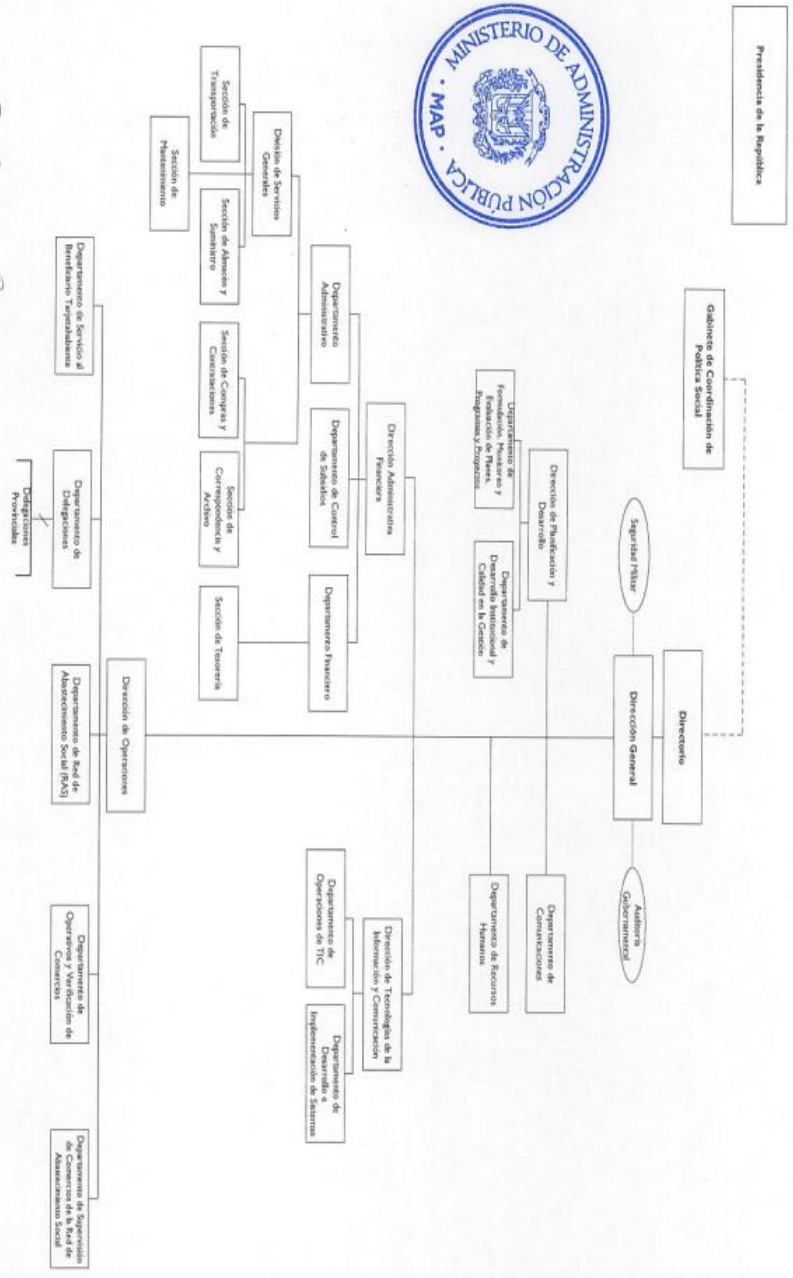 Presidencia de la República
Gabinete de Coordinación de
Política Social
Directorio
Seguridad Militar
Dirección General
Auditoría
Gubernamental
Dirección de Planificación y
Desarrollo
Departamento de
Comunicaciones
Departamento de
Formulación, Monitoreo y
Evaluación de Planes,
Programas y Proyectos
Departamento de
Desarrollo Institucional y
Calidad en la Gestión
Departamento de Recursos
Humanos
Dirección Administrativa
Financiera
Dirección de Tecnologías de la
Información y Comunicación
Departamento
Administrativo
Departamento de Control
de Subsidios
Departamento Financiero
Departamento de
Operaciones de TIC
Departamento de
Desarrollo e
Implementación de Sistemas
División de Servicios
Generales
Sección de Compras y
Contrataciones
Sección de
Correspondencia y
Archivo
Sección de Tesorería
Sección de
Transportación
Sección de Almacén y
Suministro
Sección de
Mantenimiento
Dirección de Operaciones
Departamento de Servicio al
Beneficiario Tarjetahabiente
Departamento de
Delegaciones
Departamento de Red de
Abastecimiento Social (RAS)
Departamento de
Operativos y Verificación de
Comercios
Departamento de Supervisión
de Comercios de la Red de
Abastecimiento Social
Delegaciones
Provinciales
MINISTERIO DE ADMINISTRACIÓN PÚBLICA
· MAP ·